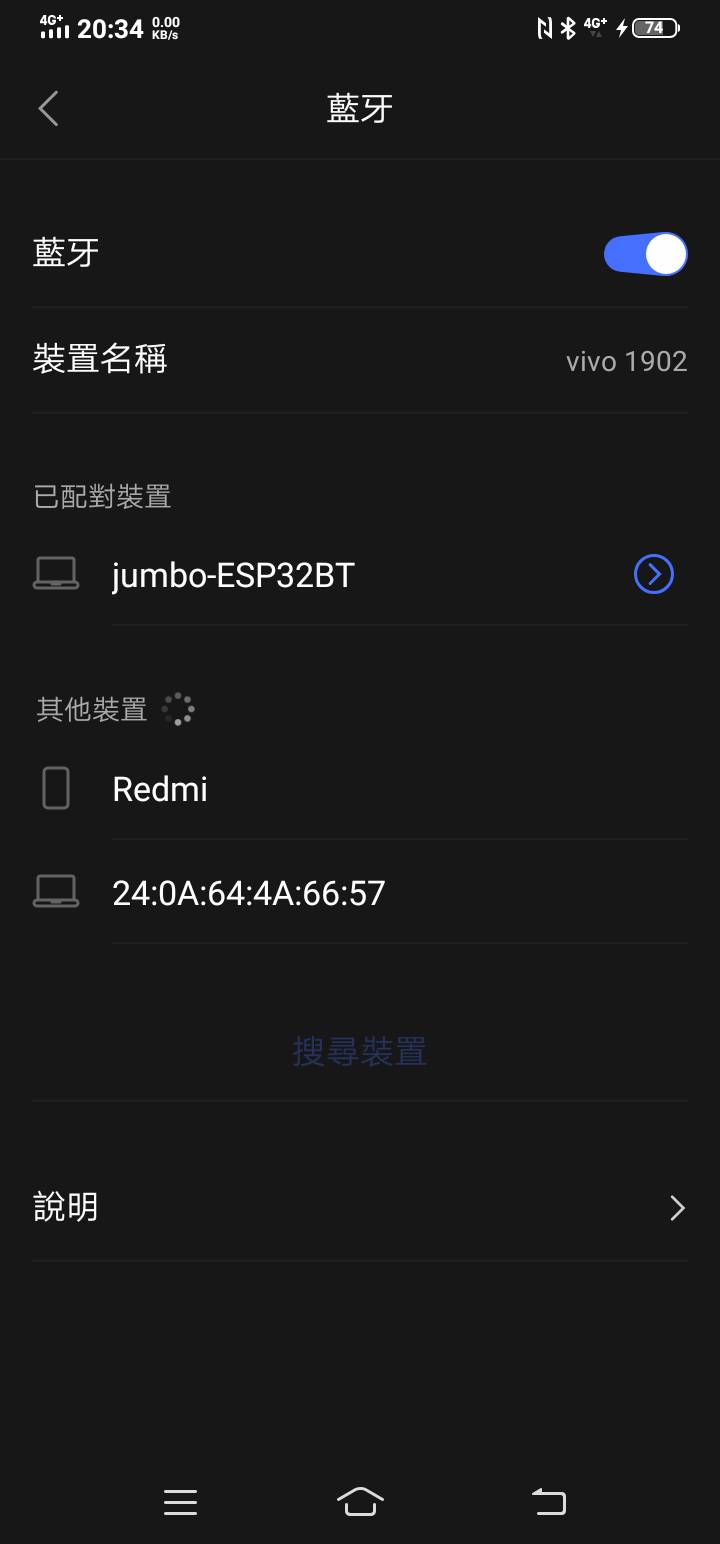 4G+ 20:34 0.00 KB/s 4G+ 74
藍牙
藍牙
裝置名稱 vivo 1902
已配對裝置
jumbo-ESP32BT
其他裝置
Redmi
24:0A:64:4A:66:57
搜尋裝置
說明